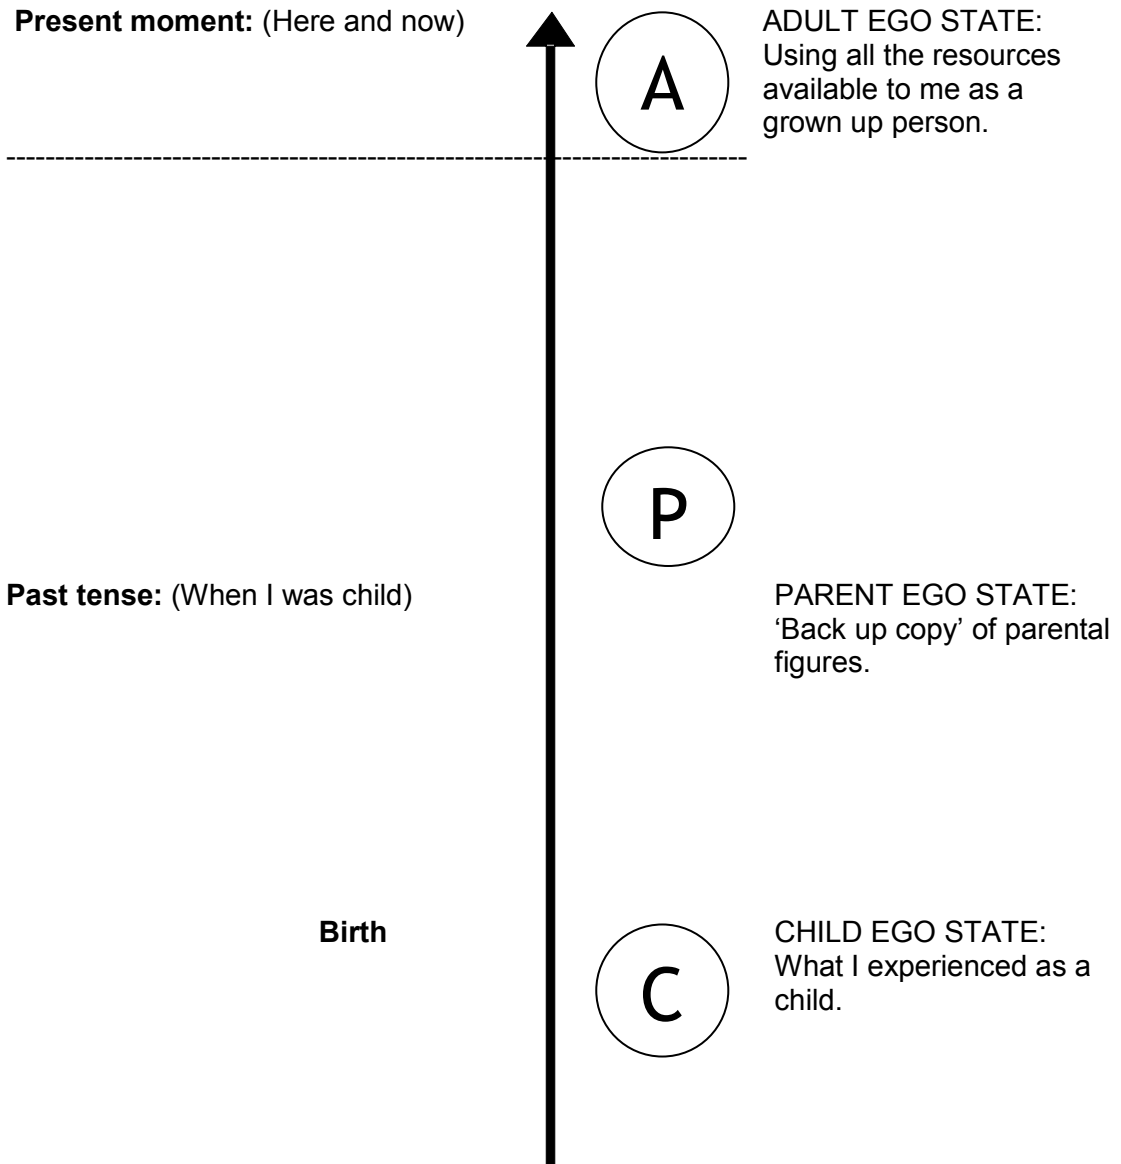 Present moment: (Here and now)
A
ADULT EGO STATE:
Using all the resources
available to me as a
grown up person.
P
Past tense: (When I was child)
PARENT EGO STATE:
‘Back up copy’ of parental
figures.
Birth
C
CHILD EGO STATE:
What I experienced as a
child.